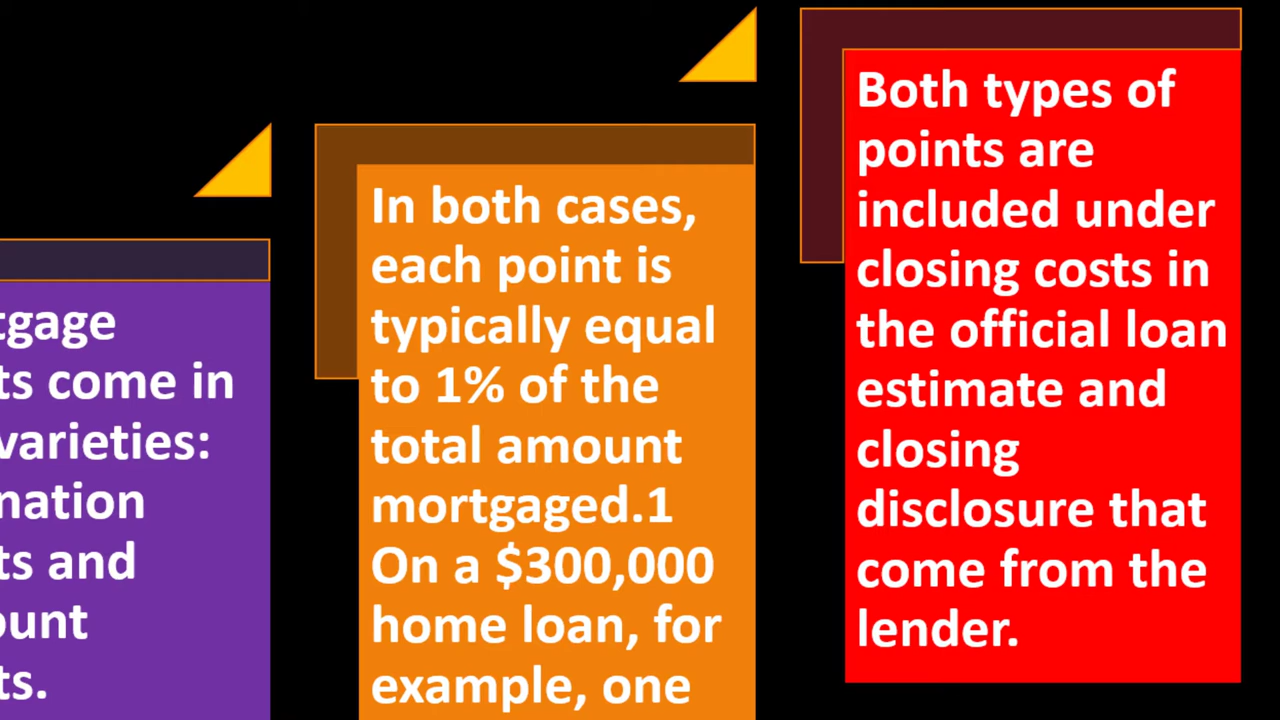 tgage
ts come in
varieties:
nation
ts and
ount
ts.
In both cases,
each point is
typically equal
to 1% of the
total amount
mortgaged.1
On a $300,000
home loan, for
example, one
Both types of
points are
included under
closing costs in
the official loan
estimate and
closing
disclosure that
come from the
lender.